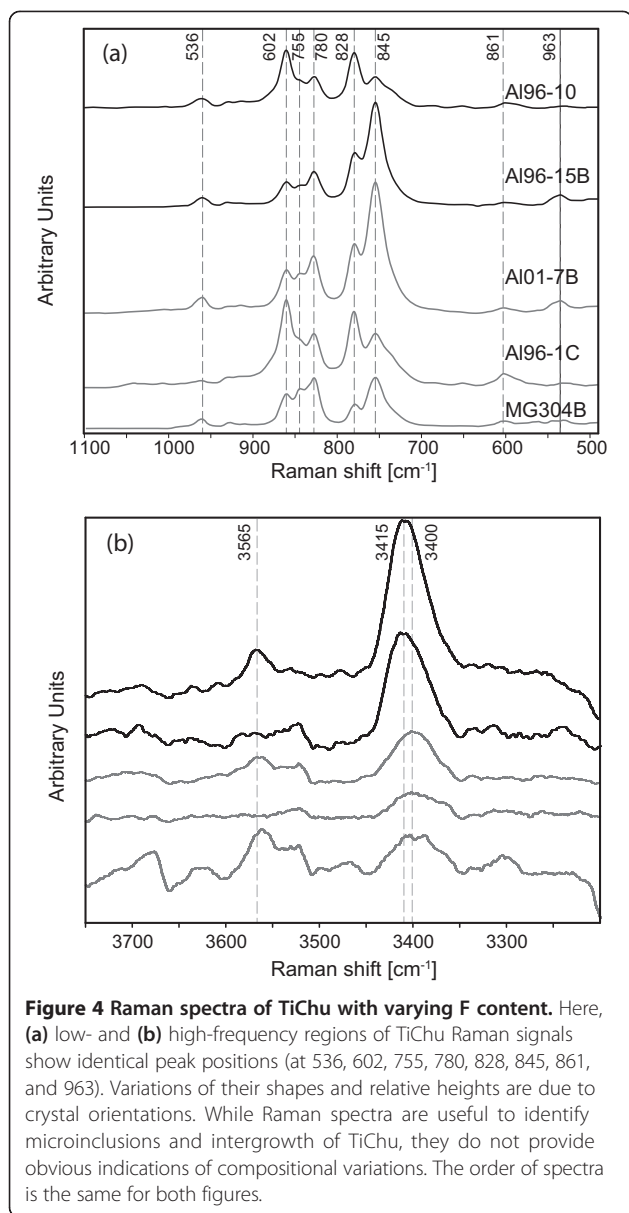 (a)
536
602
755
780
828
845
861
963
Al96-10
Al96-15B
Al01-7B
Al96-1C
MG304B
Arbitrary Units
1100 1000 900 800 700 600 500
Raman shift [cm-1]
(b)
3565
3415
3400
Arbitrary Units
3700 3600 3500 3400 3300
Raman shift [cm-1]
Figure 4 Raman spectra of TiChu with varying F content. Here,
(a) low- and (b) high-frequency regions of TiChu Raman signals
show identical peak positions (at 536, 602, 755, 780, 828, 845, 861,
and 963). Variations of their shapes and relative heights are due to
crystal orientations. While Raman spectra are useful to identify
microinclusions and intergrowth of TiChu, they do not provide
obvious indications of compositional variations. The order of spectra
is the same for both figures.